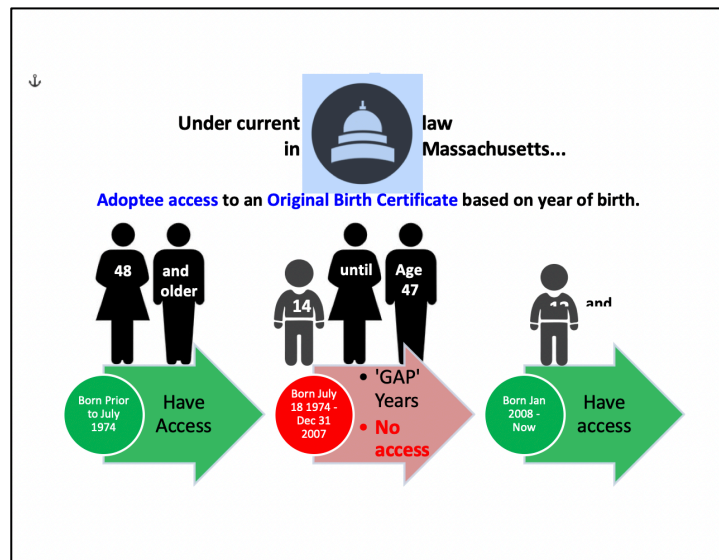 Under current law
in Massachusetts...
Adoptee access to an Original Birth Certificate based on year of birth.
48 and
older
14 until Age
47
and
Born Prior
to July
1974
Have
Access
Born July
18 1974 -
Dec 31
2007
• 'GAP'
Years
• No
access
Born Jan
2008 -
Now
Have
access